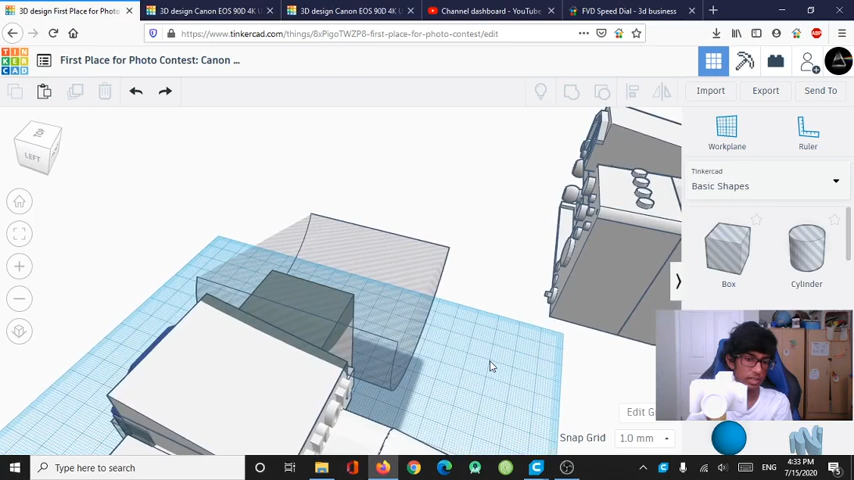 3D design First Place for Photo
3D design Canon EOS 90D 4K
3D design Canon EOS 90D 4K
Channel dashboard - YouTube
FVD Speed Dial - 3d business
https://www.tinkercad.com/things/8xPigoTWZP8-first-place-for-photo-contest-canon/edit
TIN
KER
CAD
First Place for Photo Contest: Canon ...
Import
Export
Send To
LEFT
Workplane
Ruler
Tinkercad
Basic Shapes
Box
Cylinder
Edit
Snap Grid
1.0 mm
Type here to search
ENG
4:33 PM
7/15/2020